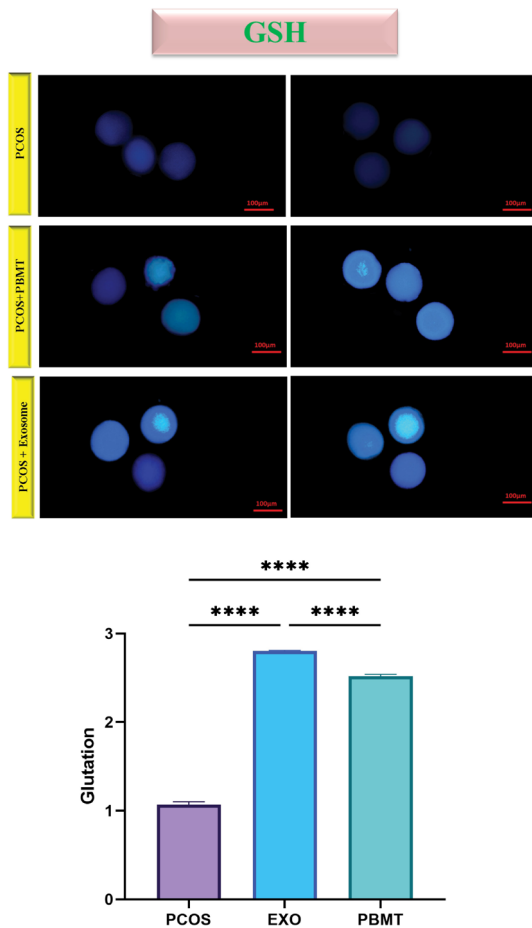 GSH
PCOS
100μm
100μm
PCOS+PBMT
100μm
100μm
PCOS + Exosome
100μm
100μm
****
**** ****
3
2
1
0
Glutation
PCOS EXO PBMT